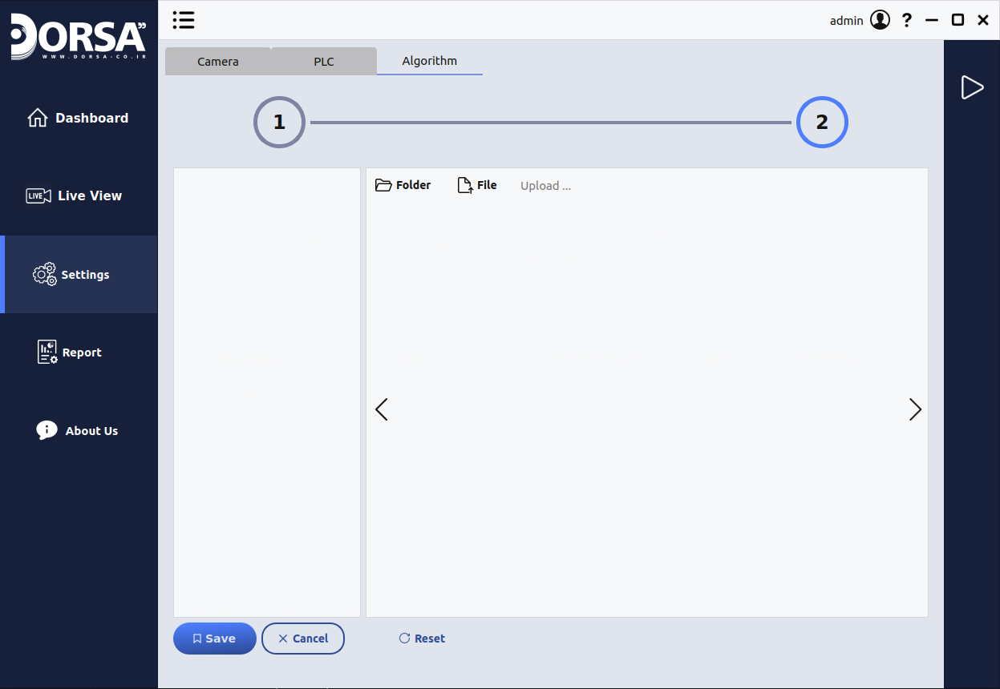 DORSA
WWW.DORSA-CO.IR
admin ?
Camera PLC Algorithm
1 2
Dashboard
LIVE Live View
Settings
Report
About Us
Folder File Upload ...
Save Cancel Reset